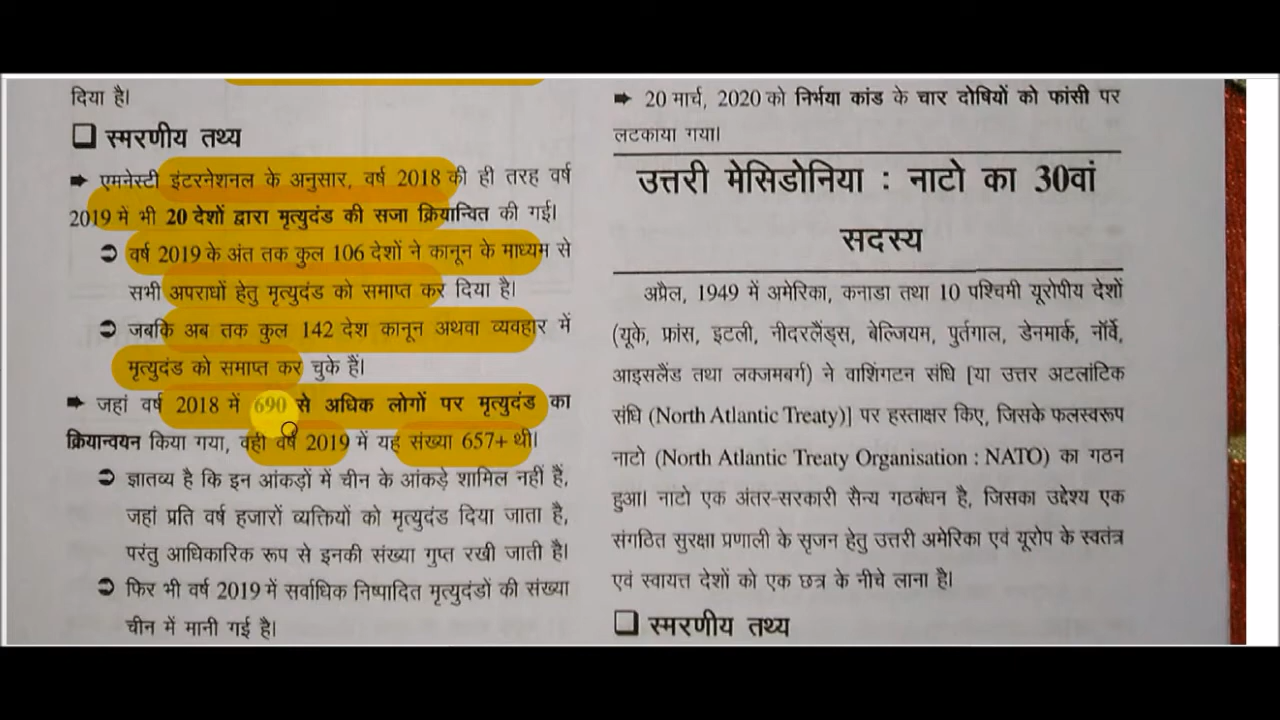 दिया है।
❑ स्मरणीय तथ्य
➨ एमनेस्टी इंटरनेशनल के अनुसार, वर्ष 2018 की ही तरह वर्ष
2019 में भी 20 देशों द्वारा मृत्युदंड की सजा क्रियान्वित की गई।
➲ वर्ष 2019 के अंत तक कुल 106 देशों ने कानून के माध्यम से
सभी अपराधों हेतु मृत्युदंड को समाप्त कर दिया है।
➲ जबकि अब तक कुल 142 देश कानून अथवा व्यवहार में
मृत्युदंड को समाप्त कर चुके हैं।
➨ जहां वर्ष 2018 में 690 से अधिक लोगों पर मृत्युदंड का
क्रियान्वयन किया गया, वही वर्ष 2019 में यह संख्या 657+ थी।
➲ ज्ञातव्य है कि इन आंकड़ों में चीन के आंकड़े शामिल नहीं हैं,
जहां प्रति वर्ष हजारों व्यक्तियों को मृत्युदंड दिया जाता है,
परंतु आधिकारिक रूप से इनकी संख्या गुप्त रखी जाती है।
➲ फिर भी वर्ष 2019 में सर्वाधिक निष्पादित मृत्युदंडों की संख्या
चीन में मानी गई है।
➨ 20 मार्च, 2020 को निर्भया कांड के चार दोषियों को फांसी पर
लटकाया गया।
उत्तरी मेसिडोनिया : नाटो का 30वां
सदस्य
अप्रैल, 1949 में अमेरिका, कनाडा तथा 10 पश्चिमी यूरोपीय देशों
(यूके, फ्रांस, इटली, नीदरलैंड्स, बेल्जियम, पुर्तगाल, डेनमार्क, नॉर्वे,
आइसलैंड तथा लक्जमबर्ग) ने वाशिंगटन संधि [या उत्तर अटलांटिक
संधि (North Atlantic Treaty)] पर हस्ताक्षर किए, जिसके फलस्वरूप
नाटो (North Atlantic Treaty Organisation : NATO) का गठन
हुआ। नाटो एक अंतर-सरकारी सैन्य गठबंधन है, जिसका उद्देश्य एक
संगठित सुरक्षा प्रणाली के सृजन हेतु उत्तरी अमेरिका एवं यूरोप के स्वतंत्र
एवं स्वायत्त देशों को एक छत्र के नीचे लाना है।
❑ स्मरणीय तथ्य